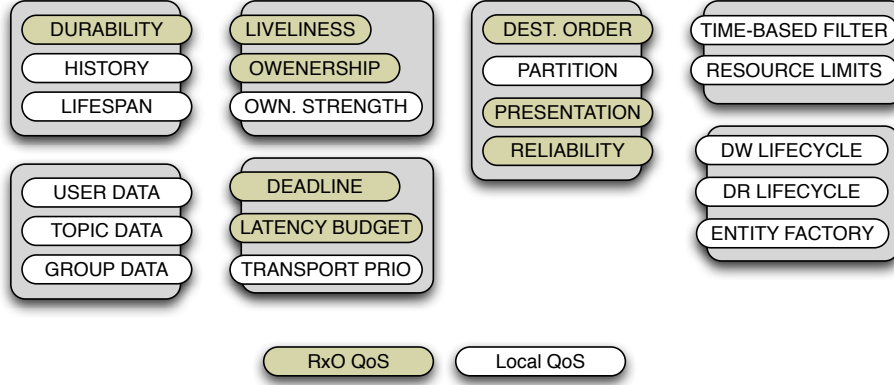 DURABILITY
HISTORY
LIFESPAN
LIVELINESS
OWENERSHIP
OWN. STRENGTH
DEST. ORDER
PARTITION
PRESENTATION
RELIABILITY
TIME-BASED FILTER
RESOURCE LIMITS
USER DATA
TOPIC DATA
GROUP DATA
DEADLINE
LATENCY BUDGET
TRANSPORT PRIO
DW LIFECYCLE
DR LIFECYCLE
ENTITY FACTORY
RxO QoS
Local QoS